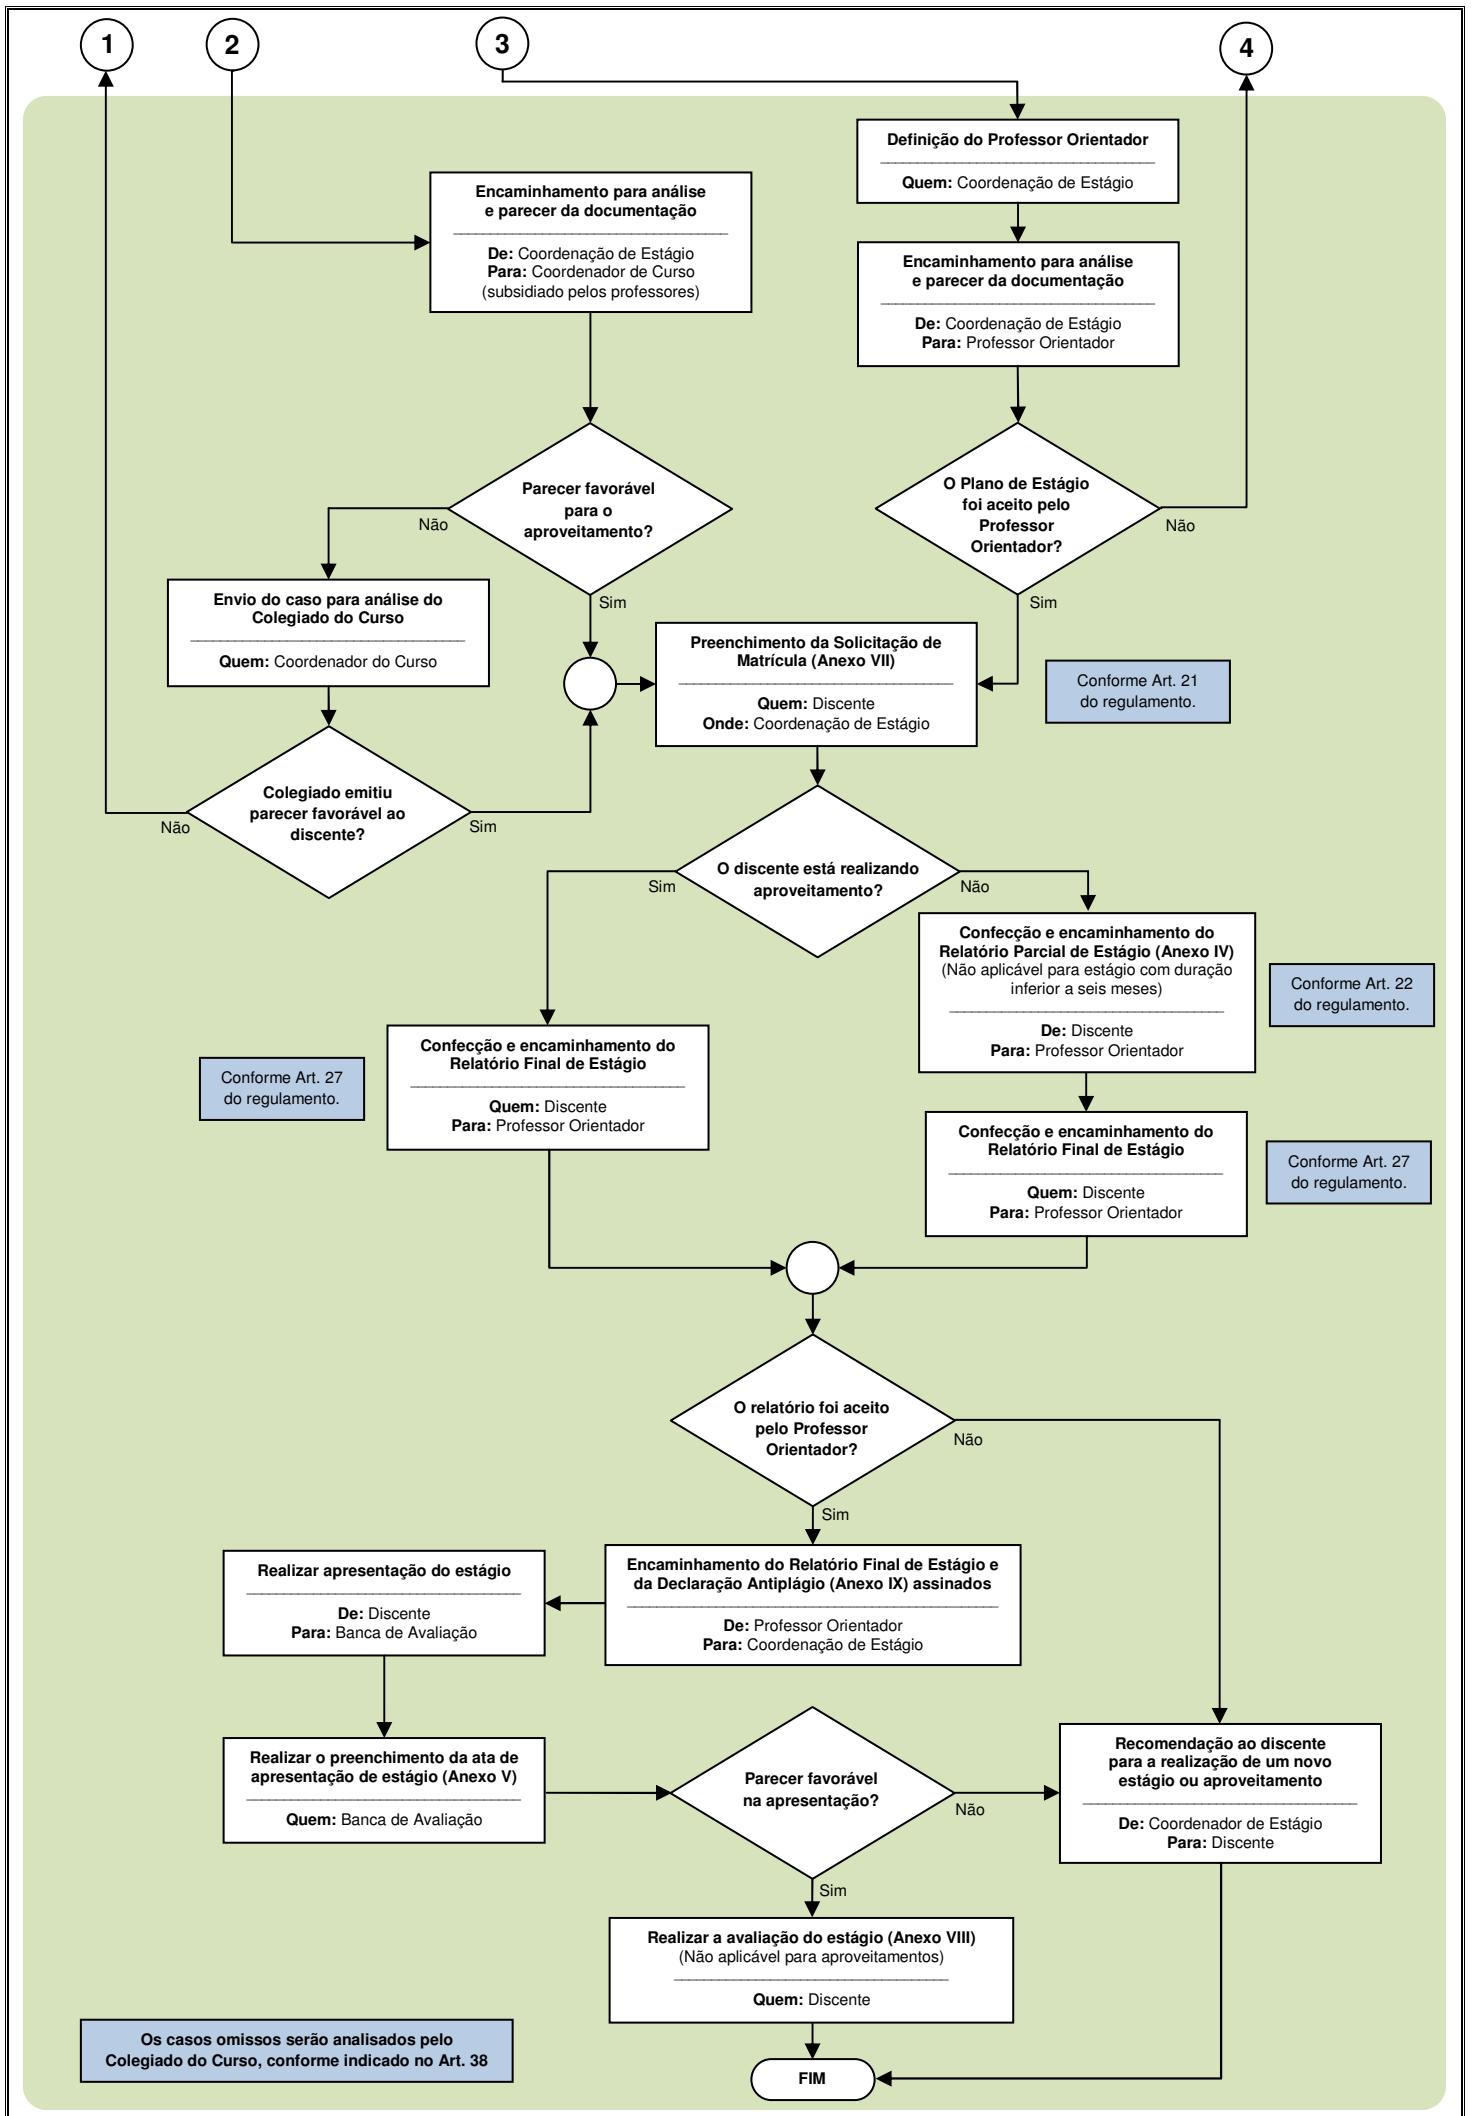 1
2
3
4
Definição do Professor Orientador
Quem: Coordenação de Estágio
Encaminhamento para análise
e parecer da documentação
De: Coordenação de Estágio
Para: Coordenador de Curso
(subsidiado pelos professores)
Encaminhamento para análise
e parecer da documentação
De: Coordenação de Estágio
Para: Professor Orientador
Parecer favorável
para o
aproveitamento?
Não
Sim
O Plano de Estágio
foi aceito pelo
Professor
Orientador?
Não
Sim
Envio do caso para análise do
Colegiado do Curso
Quem: Coordenador do Curso
Preenchimento da Solicitação de
Matrícula (Anexo VII)
Quem: Discente
Onde: Coordenação de Estágio
Conforme Art. 21
do regulamento.
Colegiado emitiu
parecer favorável ao
discente?
Não
Sim
O discente está realizando
aproveitamento?
Sim
Não
Confecção e encaminhamento do
Relatório Parcial de Estágio (Anexo IV)
(Não aplicável para estágio com duração
inferior a seis meses)
De: Discente
Para: Professor Orientador
Conforme Art. 22
do regulamento.
Conforme Art. 27
do regulamento.
Confecção e encaminhamento do
Relatório Final de Estágio
Quem: Discente
Para: Professor Orientador
Confecção e encaminhamento do
Relatório Final de Estágio
Quem: Discente
Para: Professor Orientador
Conforme Art. 27
do regulamento.
O relatório foi aceito
pelo Professor
Orientador?
Não
Sim
Realizar apresentação do estágio
De: Discente
Para: Banca de Avaliação
Encaminhamento do Relatório Final de Estágio e
da Declaração Antiplágio (Anexo IX) assinados
De: Professor Orientador
Para: Coordenação de Estágio
Realizar o preenchimento da ata de
apresentação de estágio (Anexo V)
Quem: Banca de Avaliação
Parecer favorável
na apresentação?
Não
Sim
Recomendação ao discente
para a realização de um novo
estágio ou aproveitamento
De: Coordenador de Estágio
Para: Discente
Realizar a avaliação do estágio (Anexo VIII)
(Não aplicável para aproveitamentos)
Quem: Discente
Os casos omissos serão analisados pelo
Colegiado do Curso, conforme indicado no Art. 38
FIM